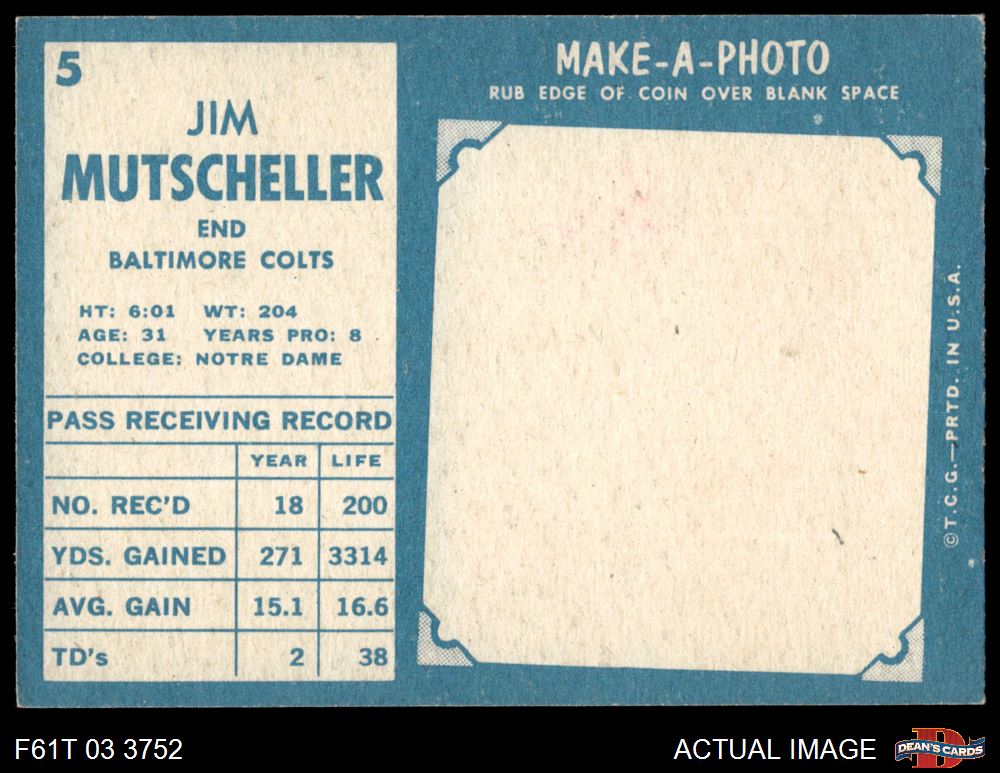 5
JIM
MUTSCHELLER
END
BALTIMORE COLTS
HT: 6:01 WT: 204
AGE: 31 YEARS PRO: 8
COLLEGE: NOTRE DAME
PASS RECEIVING RECORD
YEAR LIFE
NO. REC'D 18 200
YDS. GAINED 271 3314
AVG. GAIN 15.1 16.6
TD's 2 38
MAKE-A-PHOTO
RUB EDGE OF COIN OVER BLANK SPACE
©T.C.G.—PRTD. IN U.S.A.
F61T 03 3752
ACTUAL IMAGE
D
DEAN'S CARDS